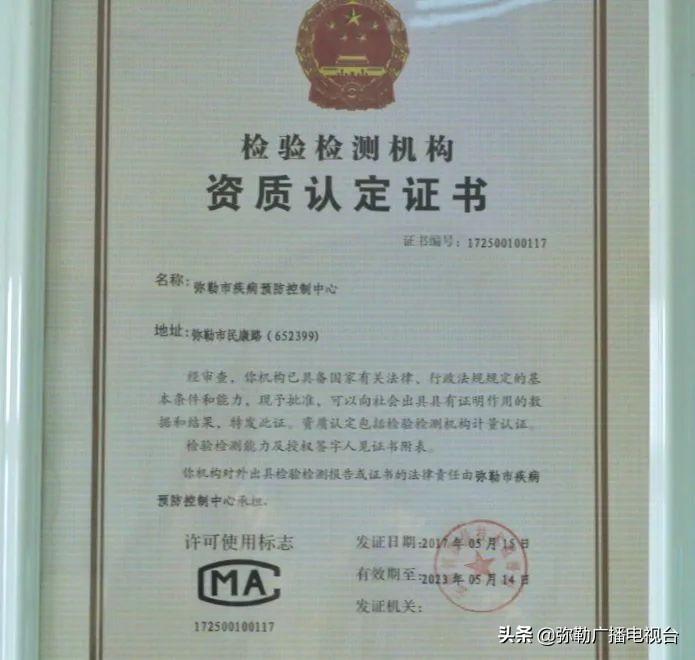 检验检测机构
资质认定证书
证书编号：172500100117
名称：弥勒市疾病预防控制中心
地址：弥勒市民康路（652399）
经审查，你机构已具备国家有关法律、行政法规规定的基
本条件和能力，现予批准，可以向社会出具具有证明作用的数
据和结果，特发此证。资质认定包括检验检测机构计量认证。
检验检测能力及授权签字人见证书附表。
你机构对外出具检验检测报告或证书的法律责任由弥勒市疾病
预防控制中心承担。
许可使用标志
CMA
172500100117
发证日期：2017年05月15日
有效期至：2023年05月14日
发证机关：
头条 @弥勒广播电视台